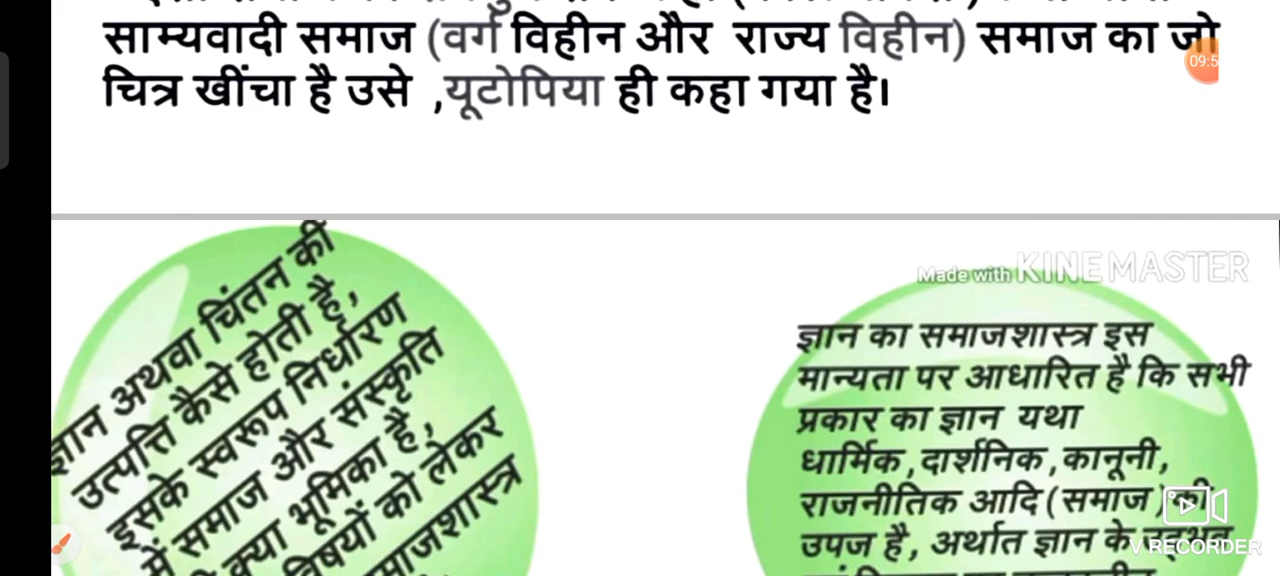 साम्यवादी समाज (वर्ग विहीन और राज्य विहीन) समाज का जो
चित्र खींचा है उसे ,यूटोपिया ही कहा गया है।
09:5
Made with KINEMASTER
ज्ञान अथवा चिंतन की
उत्पत्ति कैसे होती है,
इसके स्वरूप निर्धारण
में समाज और संस्कृति
क्या भूमिका है,
विषयों को लेकर
ज्ञान का समाजशास्त्र इस
मान्यता पर आधारित है कि सभी
प्रकार का ज्ञान यथा
धार्मिक,दार्शनिक,कानूनी,
राजनीतिक आदि(समाज)की
उपज है, अर्थात ज्ञान के
V RECORDER